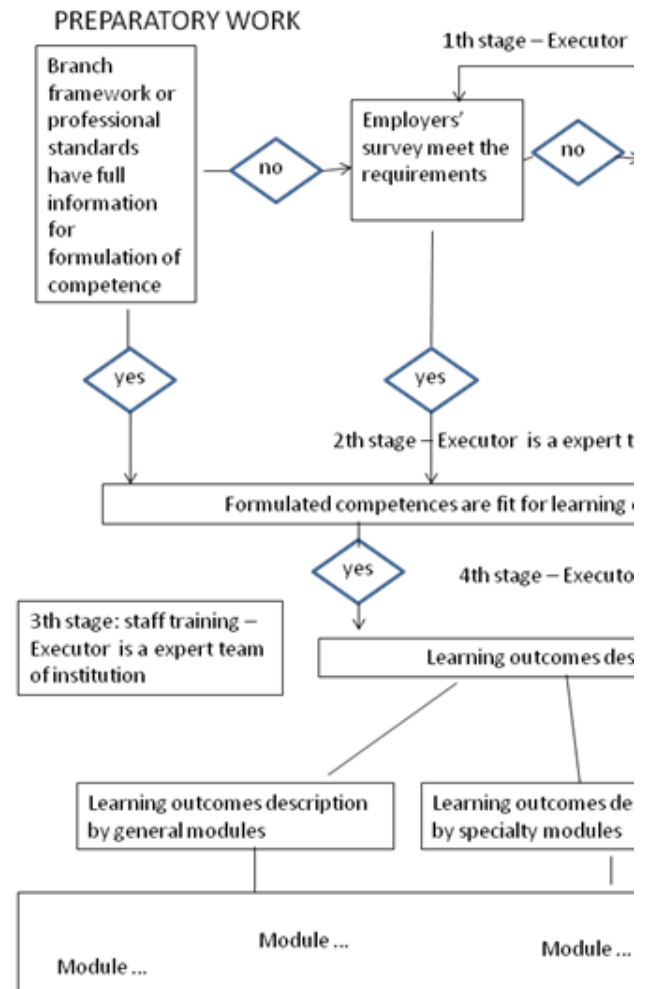 PREPARATORY WORK
1th stage – Executor
Branch
framework or
professional
standards
have full
information
for
formulation of
competence
no
Employers'
survey meet the
requirements
no
yes
yes
2th stage – Executor is a expert t
Formulated competences are fit for learning
yes
4th stage – Executo
3th stage: staff training –
Executor is a expert team
of institution
Learning outcomes des
Learning outcomes description
by general modules
Learning outcomes de
by specialty modules
Module ...
Module ...
Module ...